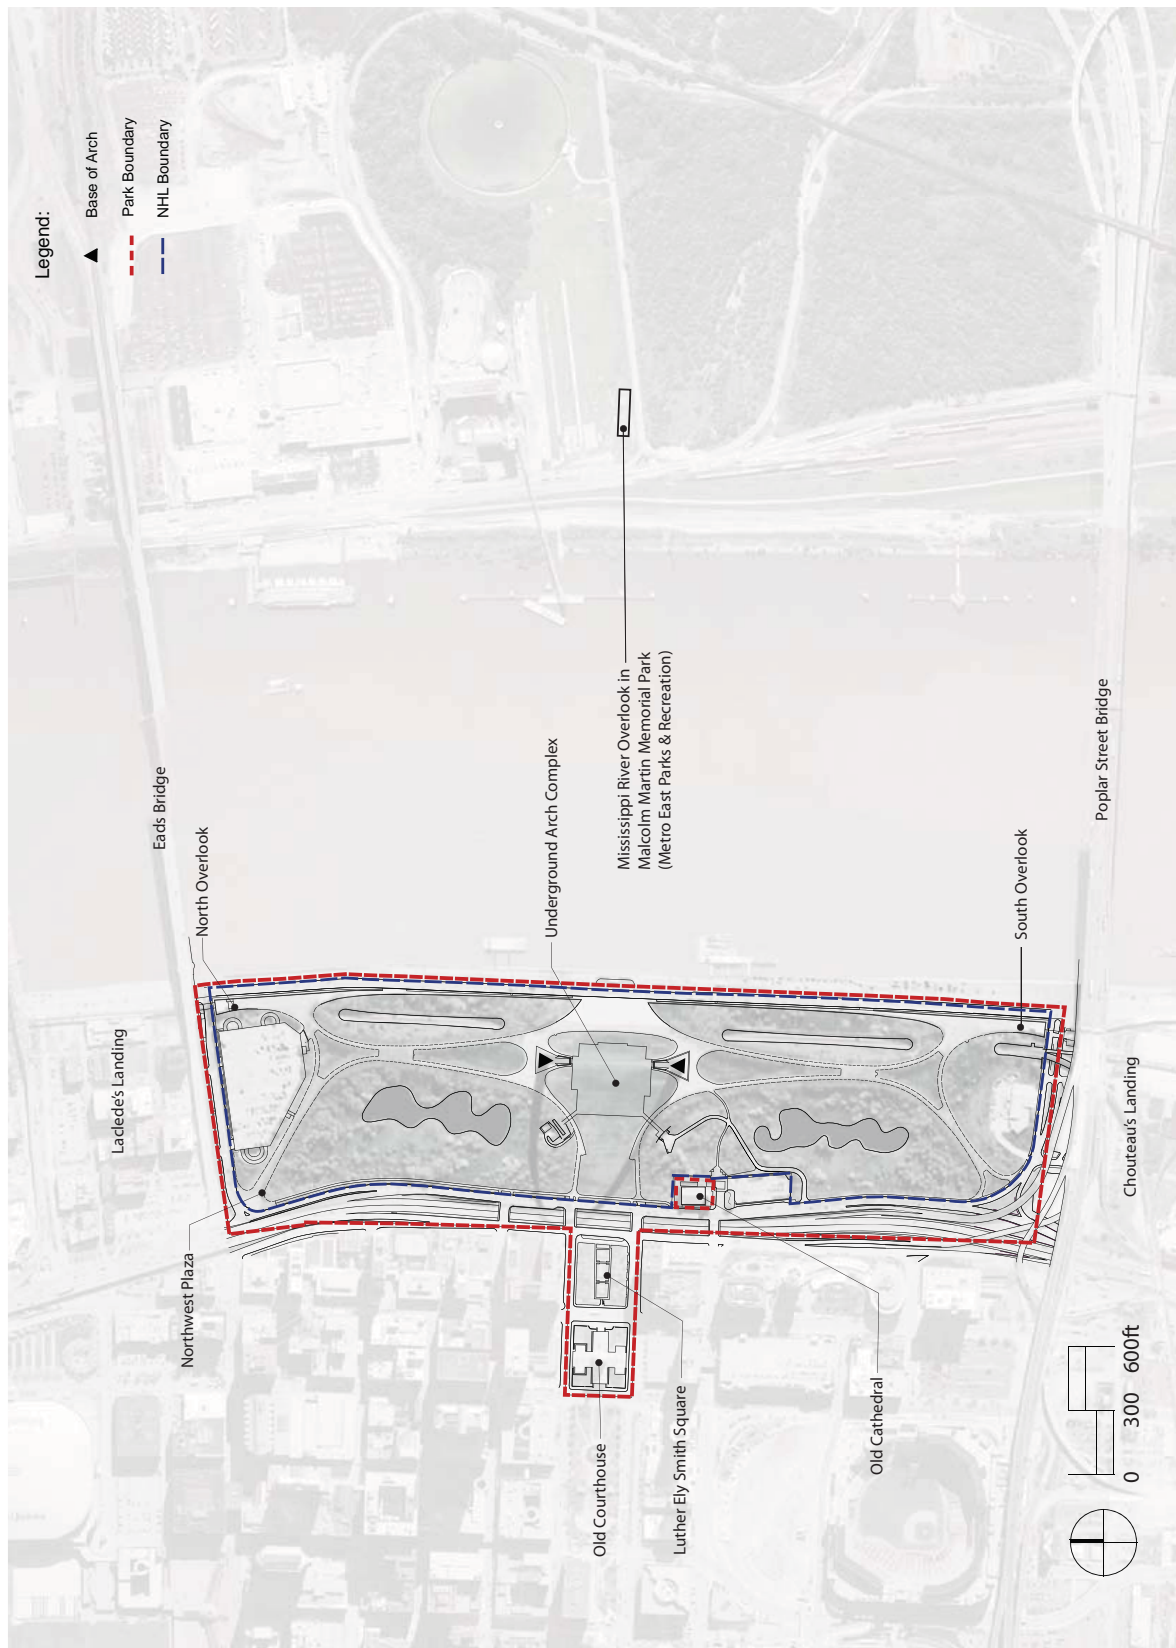 Legend:
Base of Arch
Park Boundary
NHL Boundary
Eads Bridge
North Overlook
Laclede's Landing
Northwest Plaza
Underground Arch Complex
Mississippi River Overlook in
Malcolm Martin Memorial Park
(Metro East Parks & Recreation)
Poplar Street Bridge
South Overlook
Chouteau's Landing
Old Courthouse
Luther Ely Smith Square
Old Cathedral
0 300 600ft